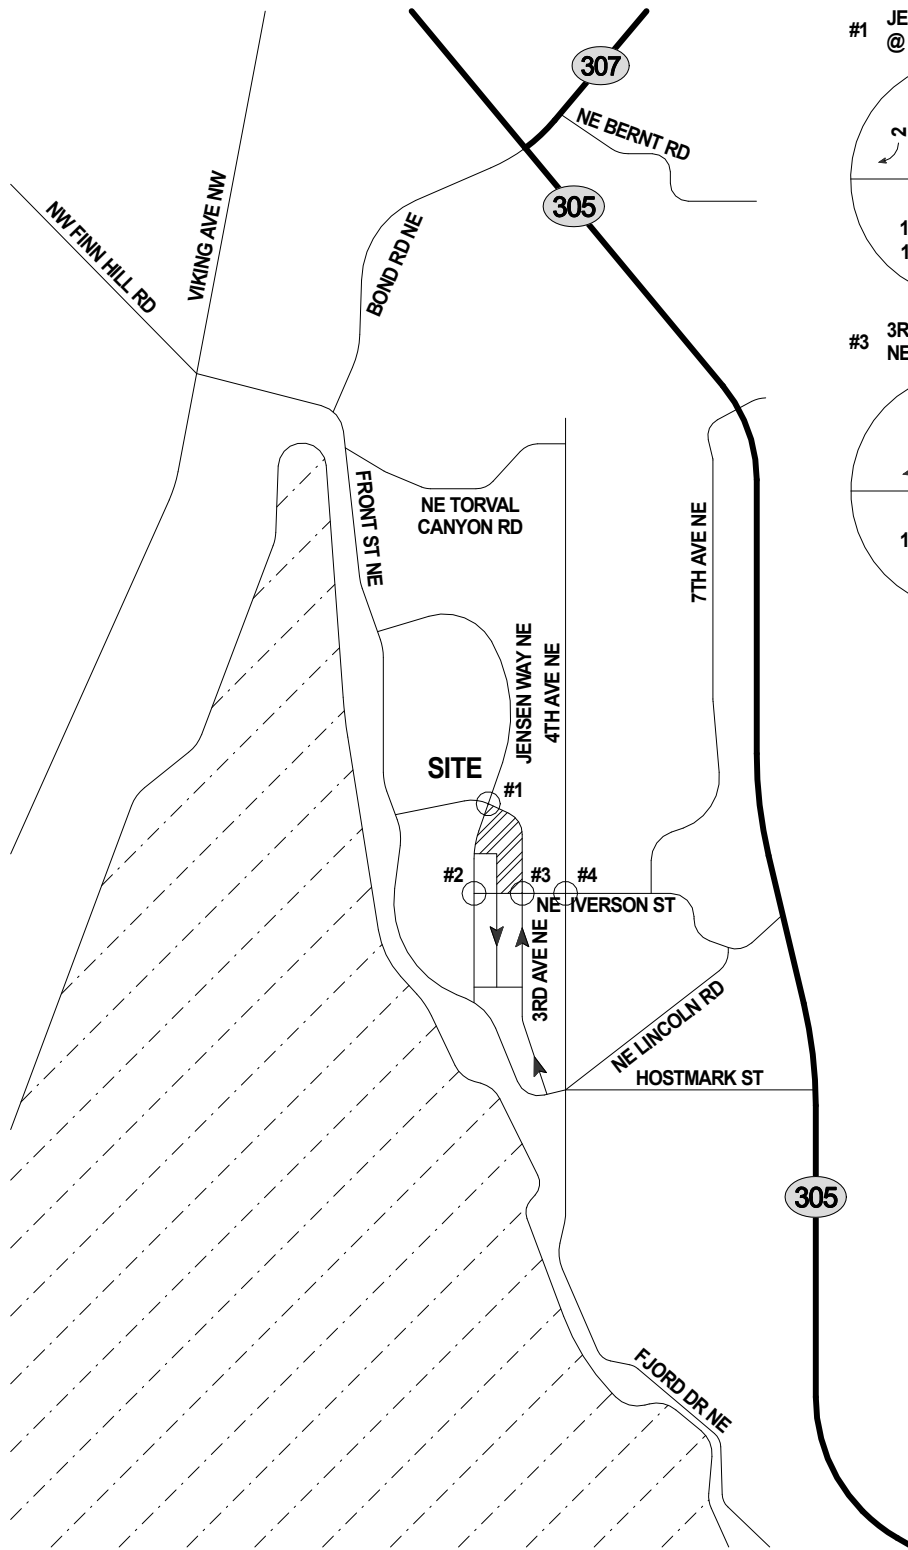 #1 JE
@
2
1
1
307
NE BERNT RD
305
NW FINN HILL RD
VIKING AVE NW
BOND RD NE
#3 3R
NE
1
FRONT ST NE
NE TORVAL
CANYON RD
7TH AVE NE
JENSEN WAY NE
4TH AVE NE
SITE
#1
#2
#3
#4
NE IVERSON ST
3RD AVE NE
NE LINCOLN RD
HOSTMARK ST
305
FJORD DR NE